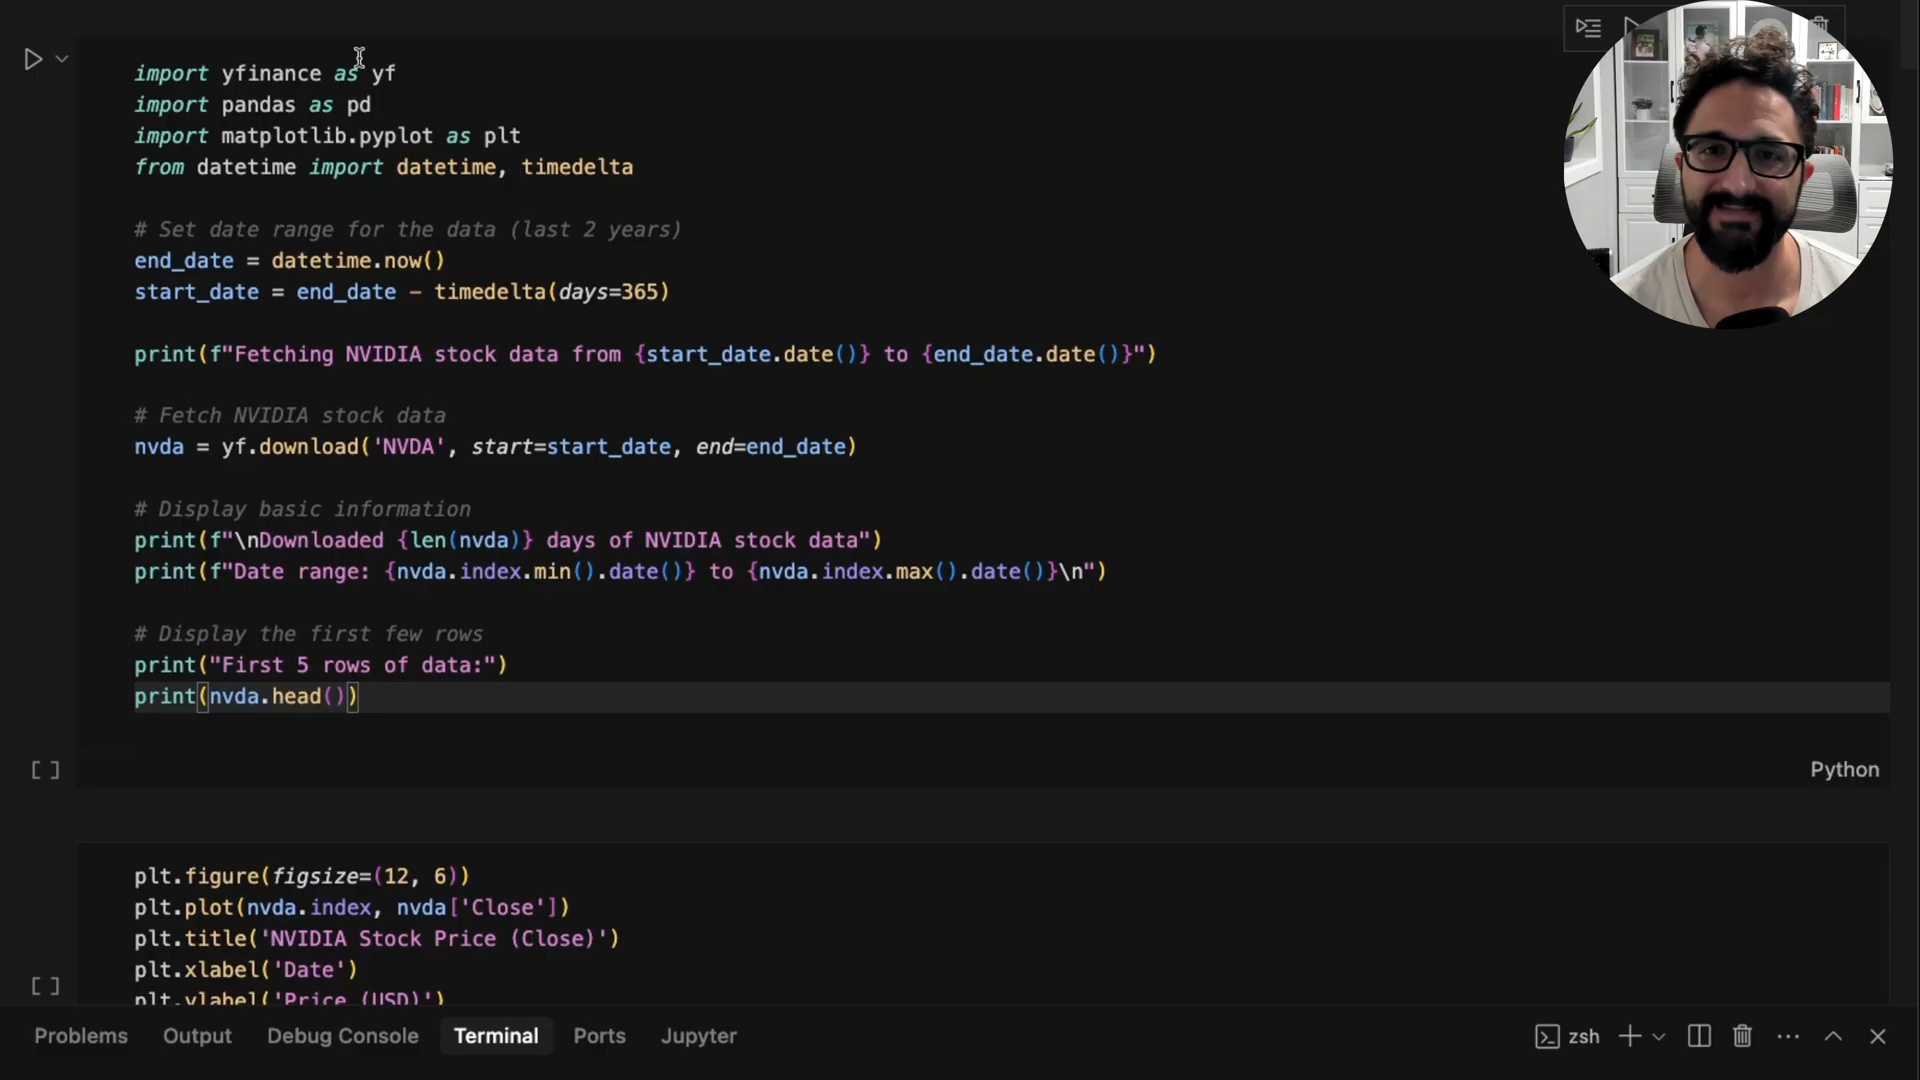 import yfinance as yf
import pandas as pd
import matplotlib.pyplot as plt
from datetime import datetime, timedelta
# Set date range for the data (last 2 years)
end_date = datetime.now()
start_date = end_date - timedelta(days=365)
print(f"Fetching NVIDIA stock data from {start_date.date()} to {end_date.date()}")
# Fetch NVIDIA stock data
nvda = yf.download('NVDA', start=start_date, end=end_date)
# Display basic information
print(f"\nDownloaded {len(nvda)} days of NVIDIA stock data")
print(f"Date range: {nvda.index.min().date()} to {nvda.index.max().date()}\n")
# Display the first few rows
print("First 5 rows of data:")
print(nvda.head())
[ ]
Python
plt.figure(figsize=(12, 6))
plt.plot(nvda.index, nvda['Close'])
plt.title('NVIDIA Stock Price (Close)')
plt.xlabel('Date')
plt.ylabel('Price (USD)')
[ ]
Problems Output Debug Console Terminal Ports Jupyter zsh